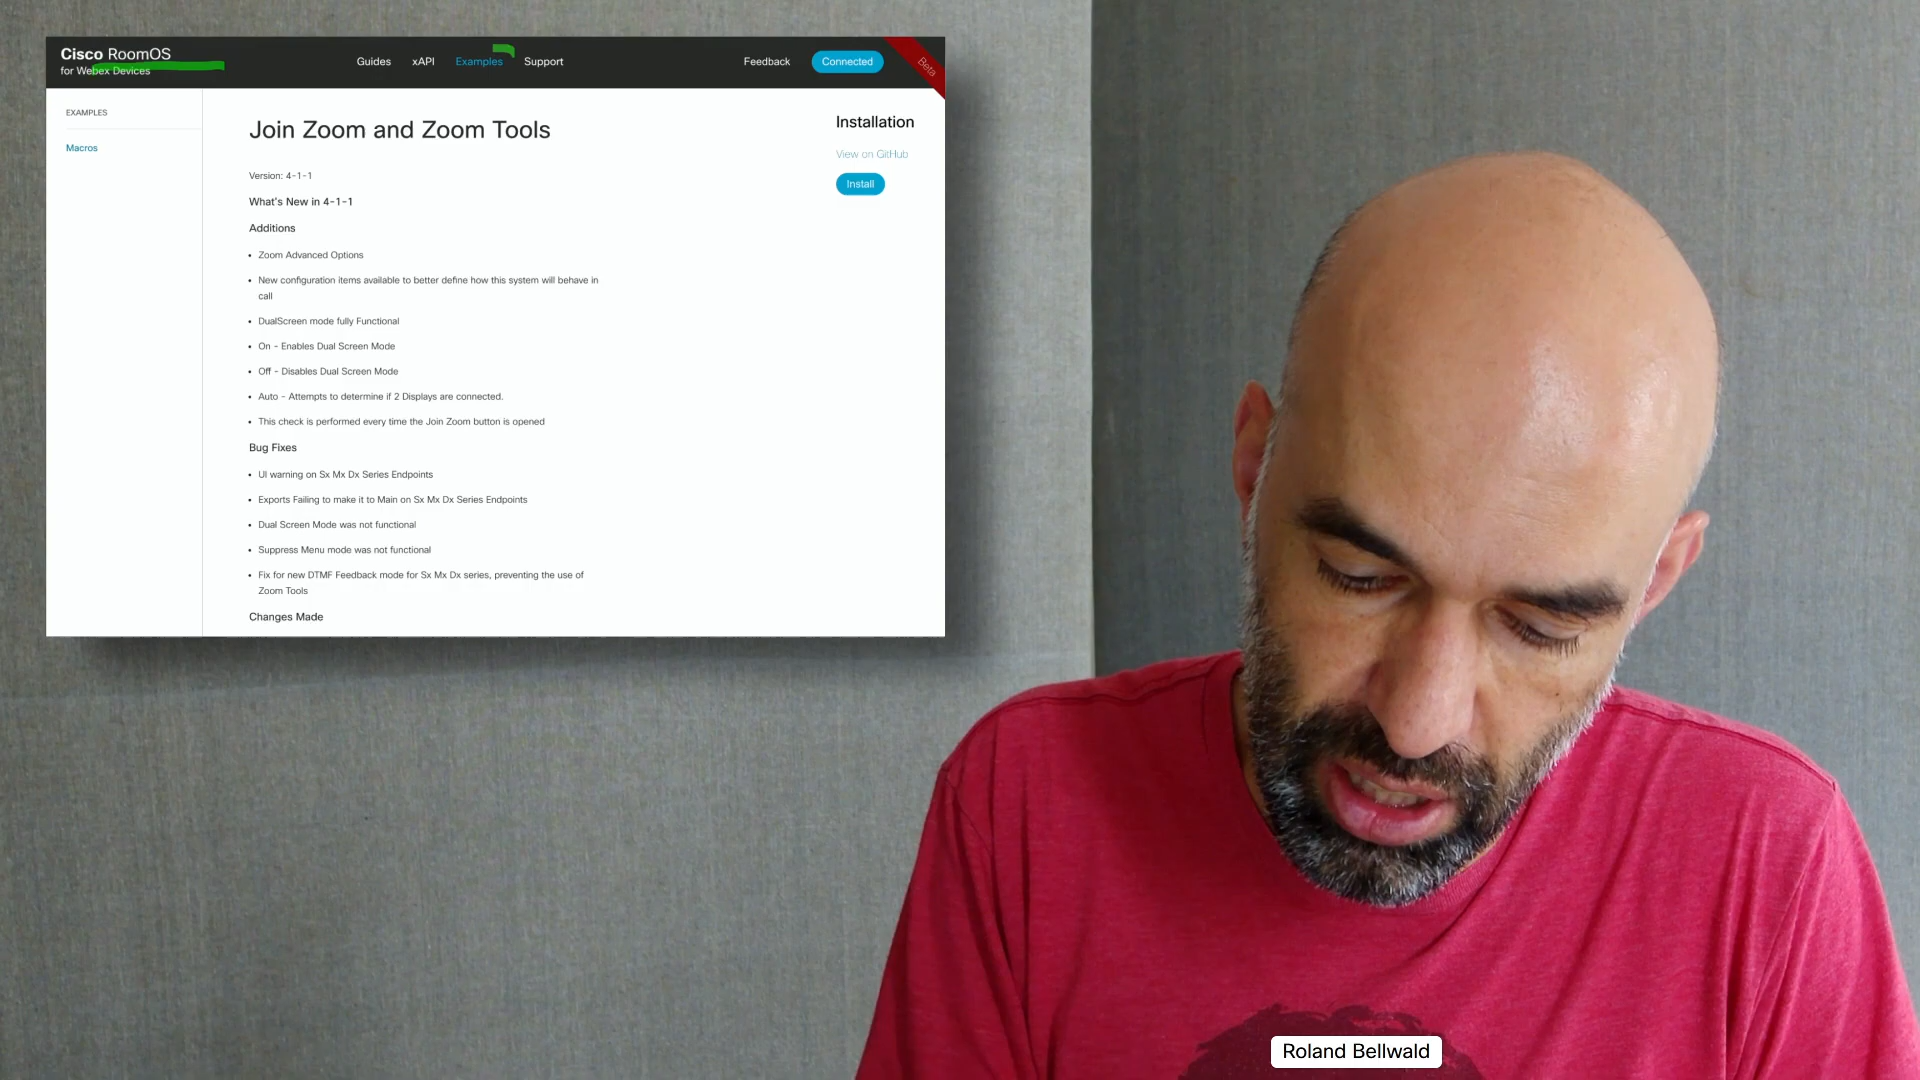 Cisco RoomOS
for Webex Devices
Guides
xAPI
Examples
Support
Feedback
Connected
Beta
EXAMPLES
Macros
Join Zoom and Zoom Tools
Version: 4-1-1
What's New in 4-1-1
Additions
• Zoom Advanced Options
• New configuration items available to better define how this system will behave in
call
• DualScreen mode fully Functional
• On - Enables Dual Screen Mode
• Off - Disables Dual Screen Mode
• Auto - Attempts to determine if 2 Displays are connected.
• This check is performed every time the Join Zoom button is opened
Bug Fixes
• UI warning on Sx Mx Dx Series Endpoints
• Exports Failing to make it to Main on Sx Mx Dx Series Endpoints
• Dual Screen Mode was not functional
• Suppress Menu mode was not functional
• Fix for new DTMF Feedback mode for Sx Mx Dx series, preventing the use of
Zoom Tools
Changes Made
Installation
View on GitHub
Install
Roland Bellwald